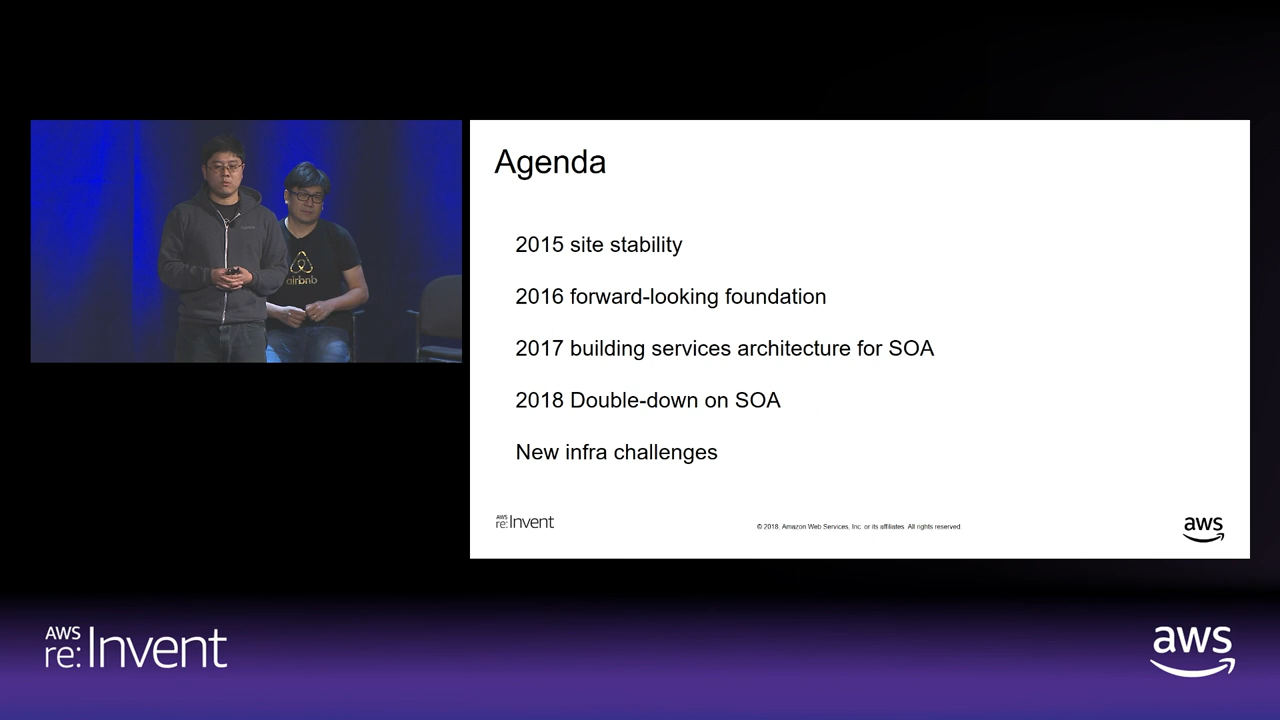 Agenda
2015 site stability
2016 forward-looking foundation
2017 building services architecture for SOA
2018 Double-down on SOA
New infra challenges
AWS
re:Invent
© 2018, Amazon Web Services, Inc. or its affiliates. All rights reserved.
aws
airbnb
AWS
re:Invent
aws